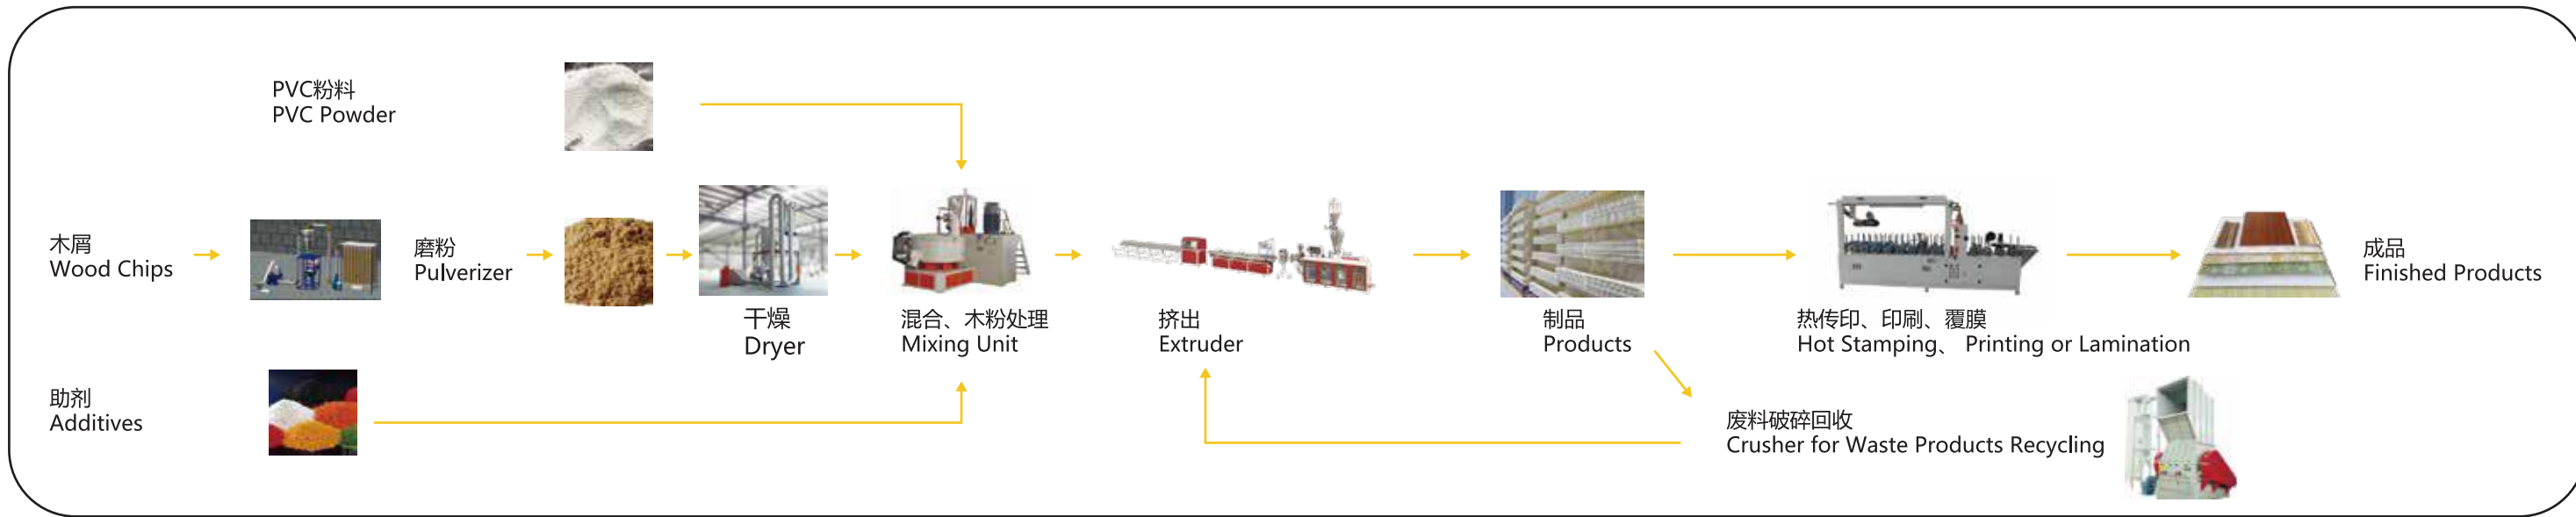 PVC粉料
PVC Powder
木屑
Wood Chips
磨粉
Pulverizer
干燥
Dryer
混合、木粉处理
Mixing Unit
挤出
Extruder
制品
Products
热传印、印刷、覆膜
Hot Stamping、 Printing or Lamination
成品
Finished Products
助剂
Additives
废料破碎回收
Crusher for Waste Products Recycling